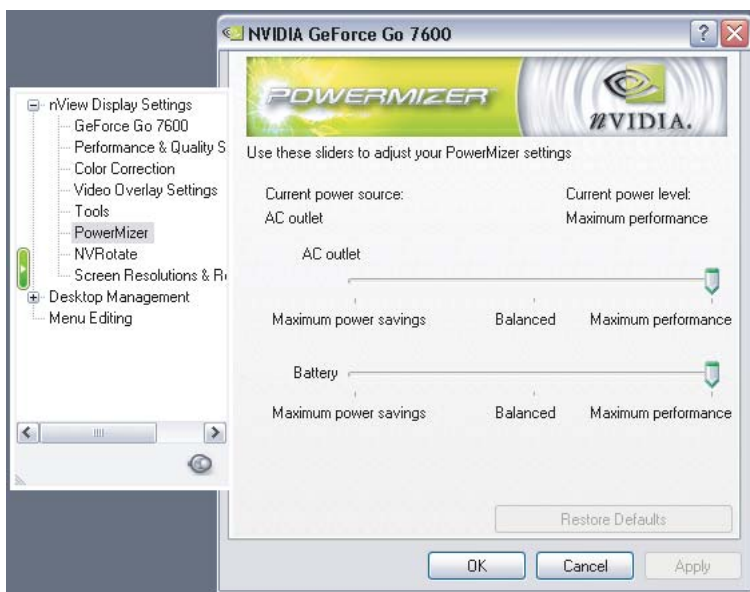 NVIDIA GeForce Go 7600
POWERMIZER
NVIDIA.
nView Display Settings
GeForce Go 7600
Performance & Quality S
Color Correction
Video Overlay Settings
Tools
PowerMizer
NVRotate
Screen Resolutions & R
Desktop Management
Menu Editing
Use these sliders to adjust your PowerMizer settings
Current power source:
AC outlet
Current power level:
Maximum performance
AC outlet
Maximum power savings
Balanced
Maximum performance
Battery
Maximum power savings
Balanced
Maximum performance
Restore Defaults
OK
Cancel
Apply